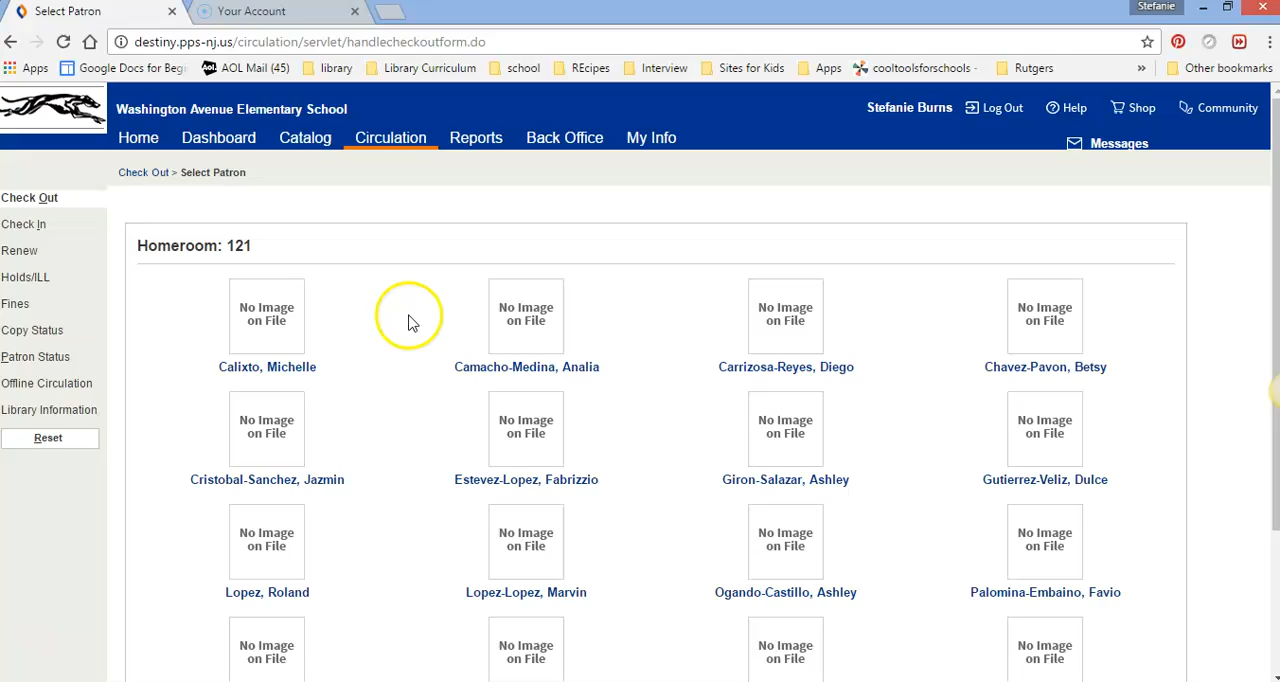 Select Patron
Your Account
Stefanie
destiny.pps-nj.us/circulation/servlet/handlecheckoutform.do
Apps
Google Docs for Begi
AOL Mail (45)
library
Library Curriculum
school
REcipes
Interview
Sites for Kids
Apps
cooltoolsforschools -
Rutgers
»
Other bookmarks
Washington Avenue Elementary School
Stefanie Burns
Log Out
Help
Shop
Community
Home
Dashboard
Catalog
Circulation
Reports
Back Office
My Info
Messages
Check Out > Select Patron
Check Out
Check In
Renew
Holds/ILL
Fines
Copy Status
Patron Status
Offline Circulation
Library Information
Reset
Homeroom: 121
No Image
on File
No Image
on File
No Image
on File
No Image
on File
Calixto, Michelle
Camacho-Medina, Analia
Carrizosa-Reyes, Diego
Chavez-Pavon, Betsy
No Image
on File
No Image
on File
No Image
on File
No Image
on File
Cristobal-Sanchez, Jazmin
Estevez-Lopez, Fabrizzio
Giron-Salazar, Ashley
Gutierrez-Veliz, Dulce
No Image
on File
No Image
on File
No Image
on File
No Image
on File
Lopez, Roland
Lopez-Lopez, Marvin
Ogando-Castillo, Ashley
Palomina-Embaino, Favio
No Image
on File
No Image
on File
No Image
on File
No Image
on File